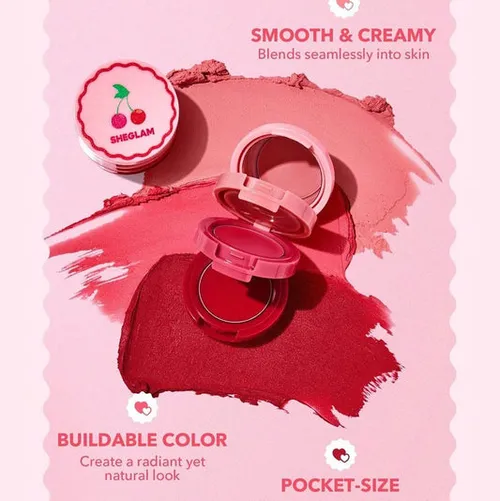 SMOOTH & CREAMY
Blends seamlessly into skin
SHEGLAM
BUILDABLE COLOR
Create a radiant yet
natural look
POCKET-SIZE